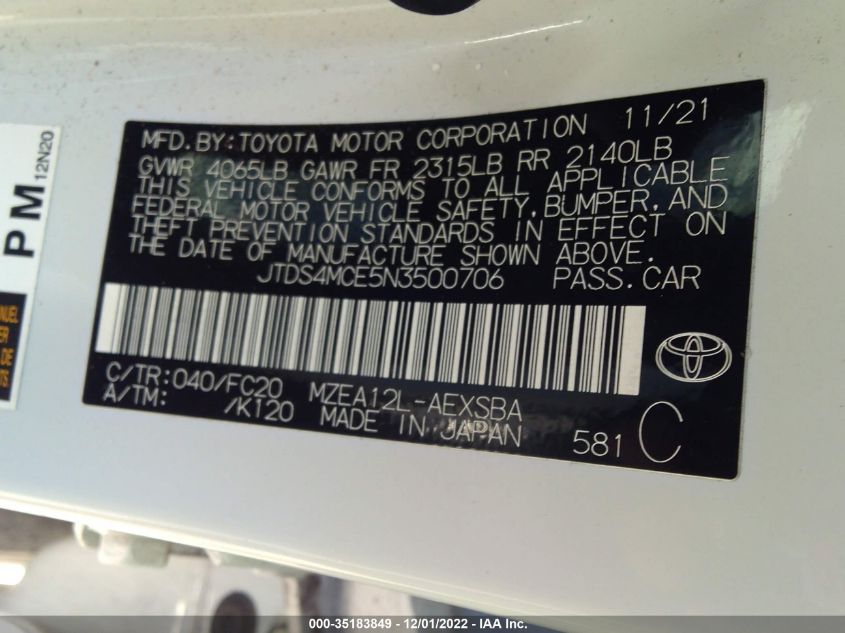 MFD.BY:TOYOTA MOTOR CORPORATION 11/21
GVWR 4065LB GAWR FR 2315LB RR 2140LB
THIS VEHICLE CONFORMS TO ALL APPLICABLE
FEDERAL MOTOR VEHICLE SAFETY,BUMPER,AND
THEFT PREVENTION STANDARDS IN EFFECT ON
THE DATE OF MANUFACTURE SHOWN ABOVE.
JTDS4MCE5N3500706 PASS.CAR
C/TR:040/FC20 MZEA12L-AEXSBA
A/TM: /K120 MADE IN JAPAN 581 C
PM
12N20
000-35183849 - 12/01/2022 - IAA Inc.